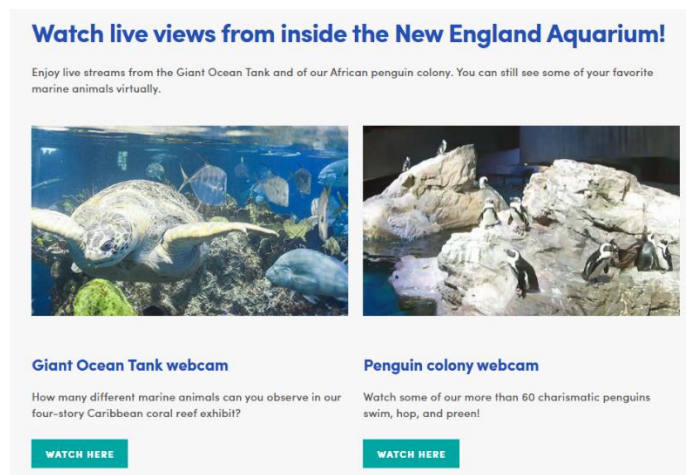 Watch live views from inside the New England Aquarium!
Enjoy live streams from the Giant Ocean Tank and of our African penguin colony. You can still see some of your favorite
marine animals virtually.
Giant Ocean Tank webcam
How many different marine animals can you observe in our
four-story Caribbean coral reef exhibit?
WATCH HERE
Penguin colony webcam
Watch some of our more than 60 charismatic penguins
swim, hop, and preen!
WATCH HERE